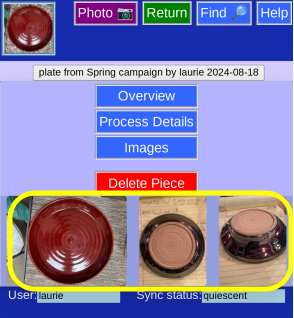 Photo 📷 Return Find 🔎 Help
plate from Spring campaign by laurie 2024-08-18
Overview
Process Details
Images
Delete Piece
User: laurie Sync status: quiescent